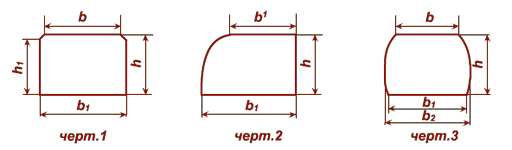 b b¹ b
h₁ h h h
b₁ b₁ b₁
b₂
черт.1 черт.2 черт.3